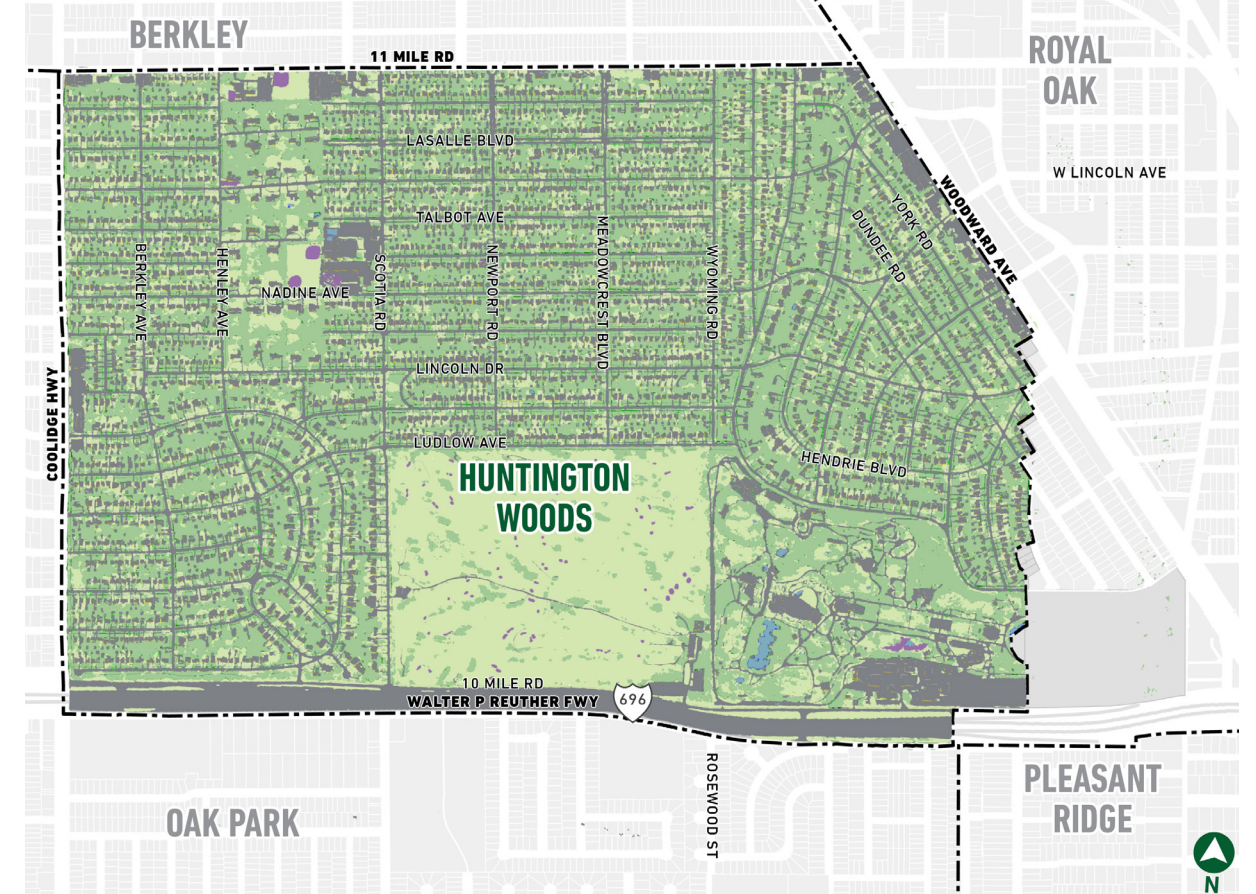 BERKLEY
11 MILE RD
ROYAL
OAK
LASALLE BLVD
W LINCOLN AVE
WOODWARD AVE
YORK RD
DUNDEE RD
TALBOT AVE
BERKLEY AVE
HENLEY AVE
SCOTIA RD
NEWPORT RD
MEADOWCREST BLVD
WYOMING RD
NADINE AVE
LINCOLN DR
COOLIDGE HWY
LUDLOW AVE
HENDRIE BLVD
HUNTINGTON
WOODS
10 MILE RD
WALTER P REUTHER FWY
696
ROSEWOOD ST
OAK PARK
PLEASANT
RIDGE
N